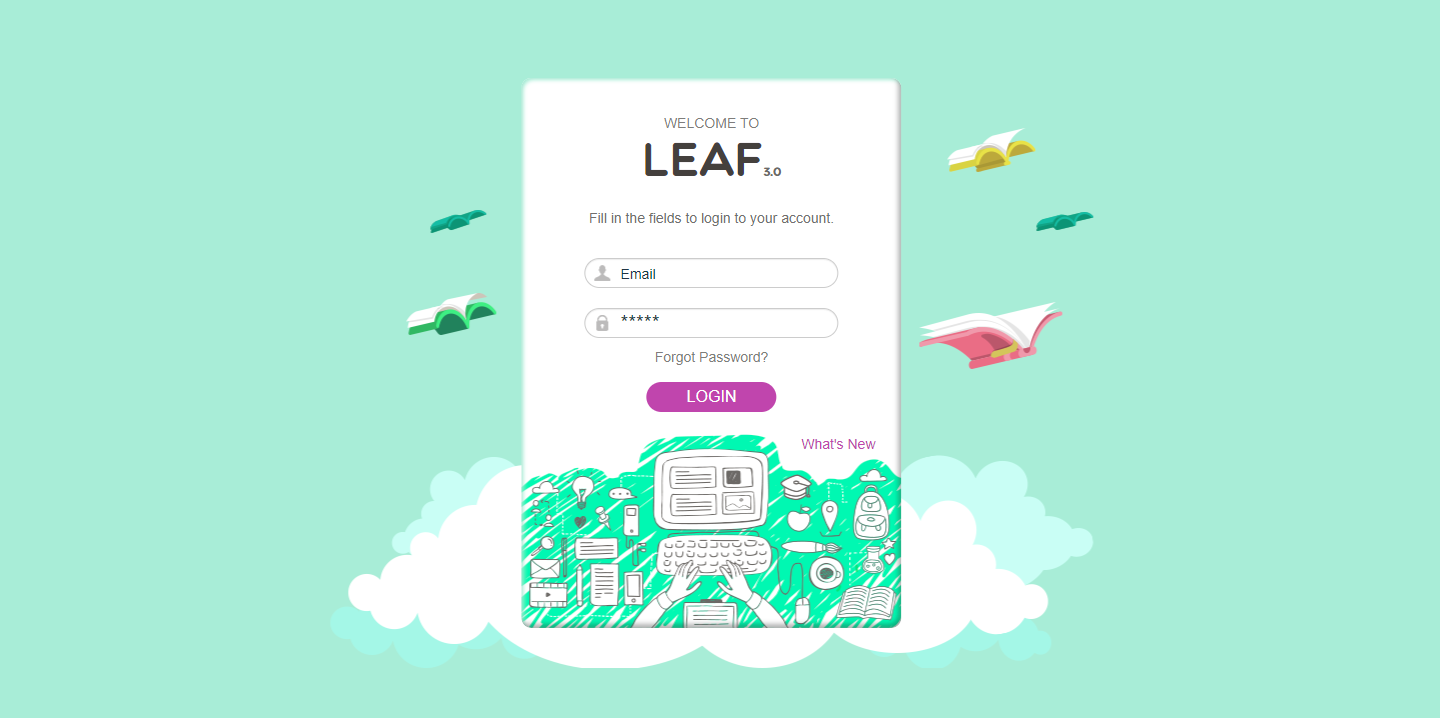 WELCOME TO
LEAF 3.0
Fill in the fields to login to your account.
Email
*****
Forgot Password?
LOGIN
What's New